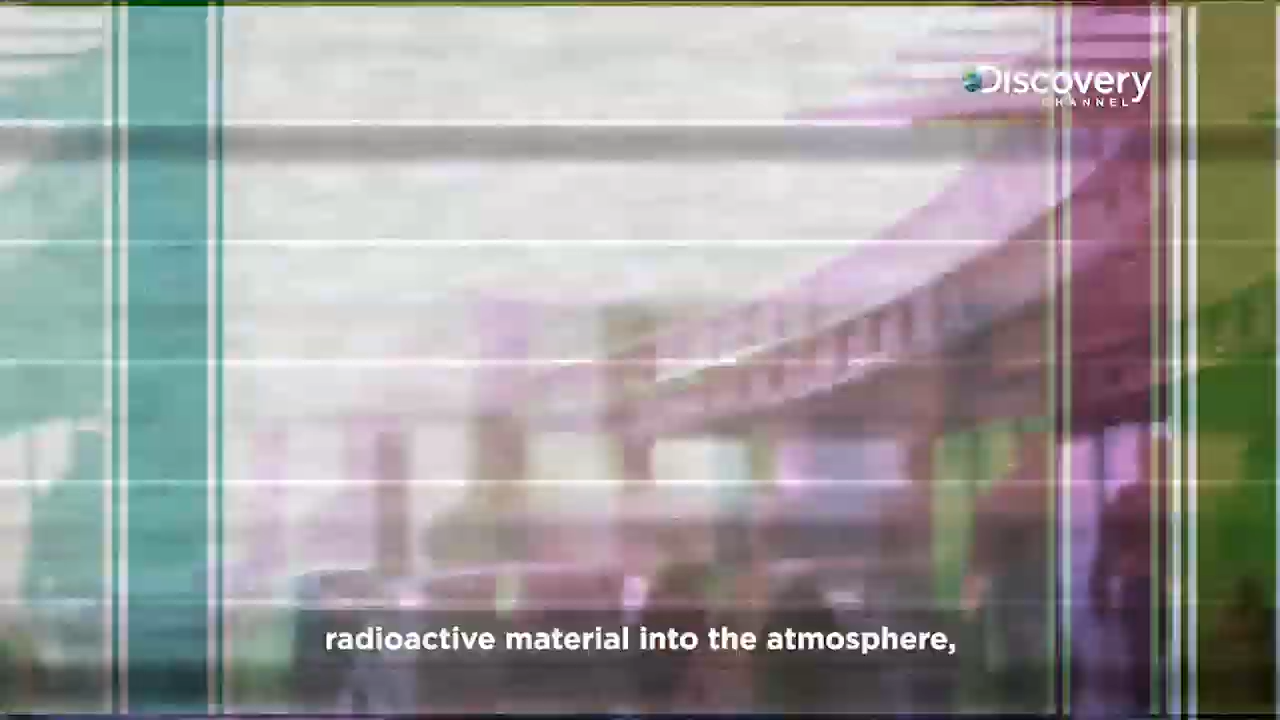 Discovery
CHANNEL
radioactive material into the atmosphere,